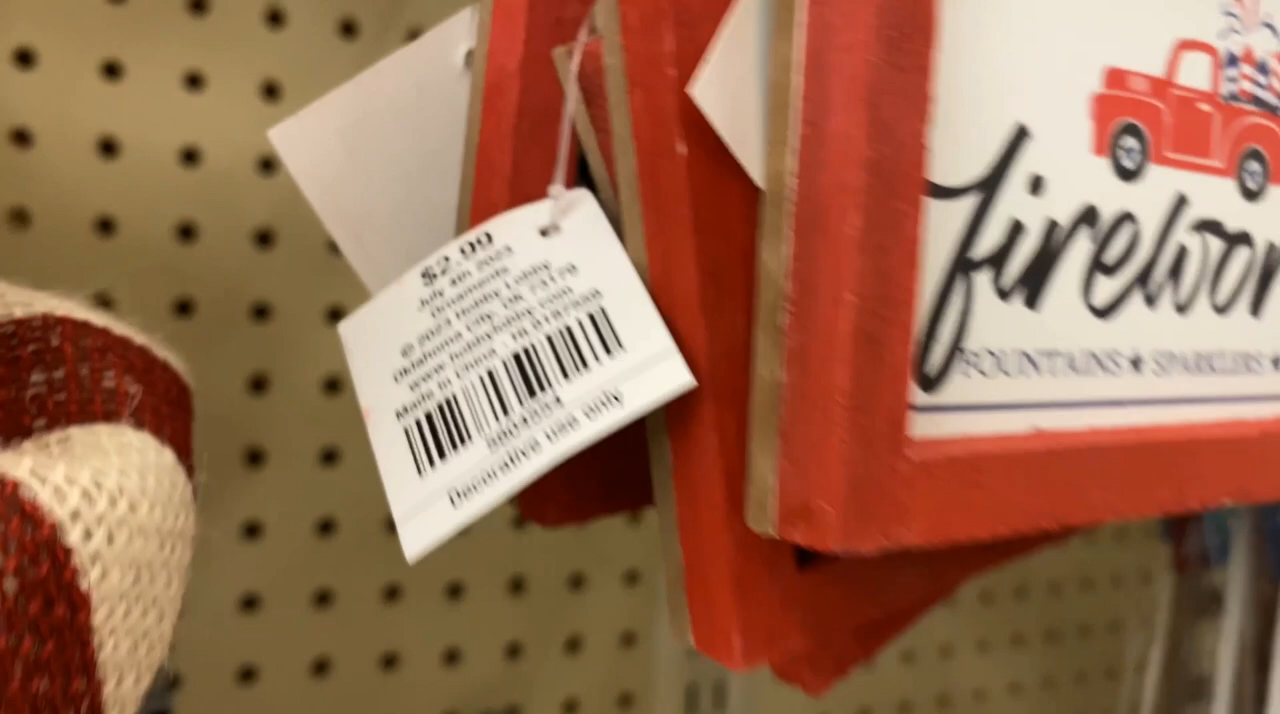 $2.99
July 4th 2023
Ornaments
© 2023 Hobby Lobby
Oklahoma City, OK 73179
www.hobbylobby.com
Made in China
Decorative use only
firewor
FOUNTAINS ★ SPARKLERS ★